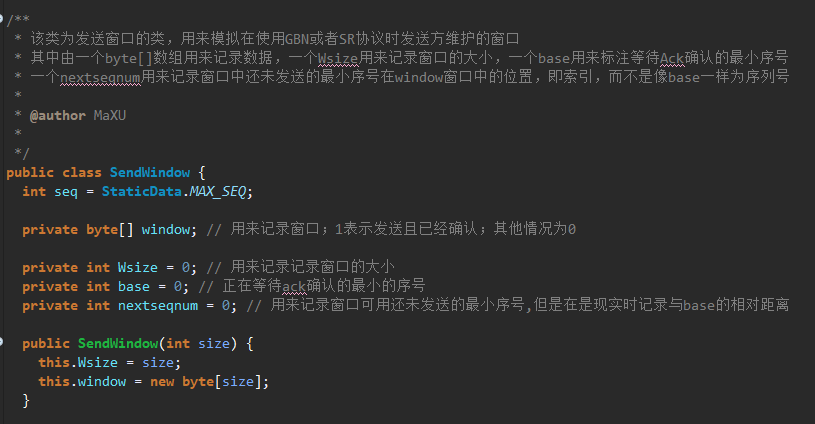 /**
 * 该类为发送窗口的类，用来模拟在使用GBN或者SR协议时发送方维护的窗口
 * 其中由一个byte[]数组用来记录数据，一个Wsize用来记录窗口的大小，一个base用来标注等待Ack确认的最小序号
 * 一个nextseqnum用来记录窗口中还未发送的最小序号在window窗口中的位置，即索引，而不是像base一样为序列号
 *
 * @author MaXU
 *
 */
public class SendWindow {
  int seq = StaticData.MAX_SEQ;
  private byte[] window; // 用来记录窗口；1表示发送且已经确认；其他情况为0
  private int Wsize = 0; // 用来记录记录窗口的大小
  private int base = 0; // 正在等待ack确认的最小的序号
  private int nextseqnum = 0; // 用来记录窗口可用还未发送的最小序号,但是在是现实时记录与base的相对距离
  public SendWindow(int size) {
    this.Wsize = size;
    this.window = new byte[size];
  }